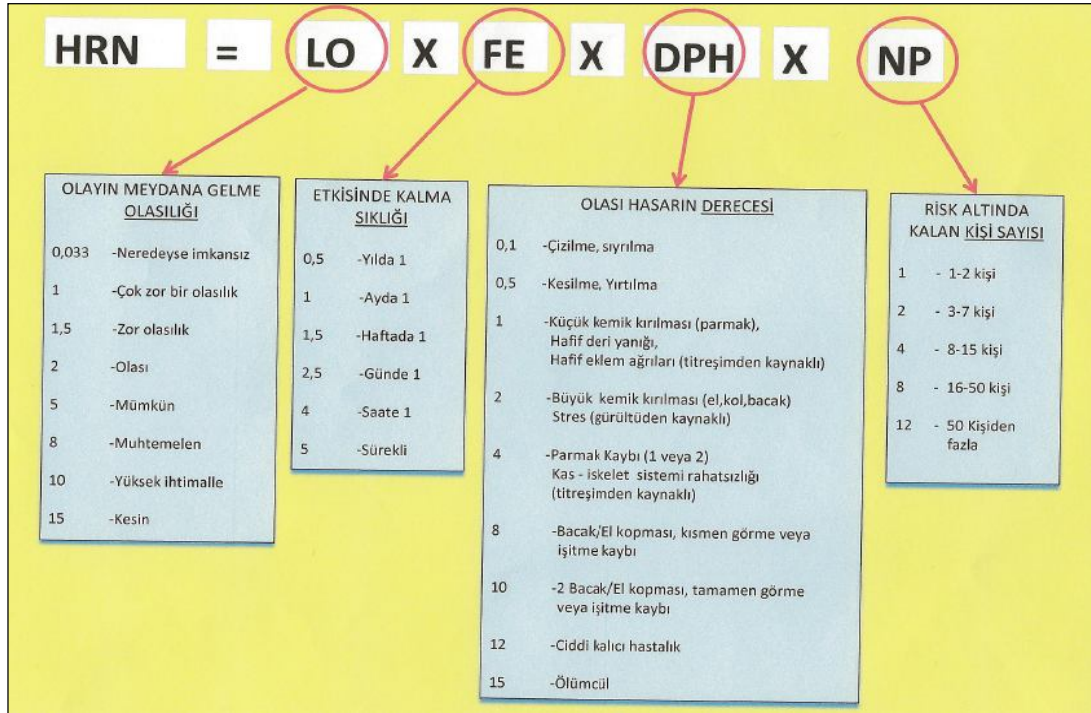 HRN = LO X FE X DPH X NP
OLAYIN MEYDANA GELME
OLASILIĞI
0,033 -Neredeyse imkansız
1 -Çok zor bir olasılık
1,5 -Zor olasılık
2 -Olası
5 -Mümkün
8 -Muhtemelen
10 -Yüksek ihtimalle
15 -Kesin
ETKİSİNDE KALMA
SIKLIĞI
0,5 -Yılda 1
1 -Ayda 1
1,5 -Haftada 1
2,5 -Günde 1
4 -Saate 1
5 -Sürekli
OLASI HASARIN DERECESİ
0,1 -Çizilme, sıyrılma
0,5 -Kesilme, Yırtılma
1 -Küçük kemik kırılması (parmak),
Hafif deri yanığı,
Hafif eklem ağrıları (titreşimden kaynaklı)
2 -Büyük kemik kırılması (el,kol,bacak)
Stres (gürültüden kaynaklı)
4 -Parmak Kaybı (1 veya 2)
Kas - iskelet sistemi rahatsızlığı
(titreşimden kaynaklı)
8 -Bacak/El kopması, kısmen görme veya
işitme kaybı
10 -2 Bacak/El kopması, tamamen görme
veya işitme kaybı
12 -Ciddi kalıcı hastalık
15 -Ölümcül
RİSK ALTINDA
KALAN KİŞİ SAYISI
1 - 1-2 kişi
2 - 3-7 kişi
4 - 8-15 kişi
8 - 16-50 kişi
12 - 50 Kişiden
fazla